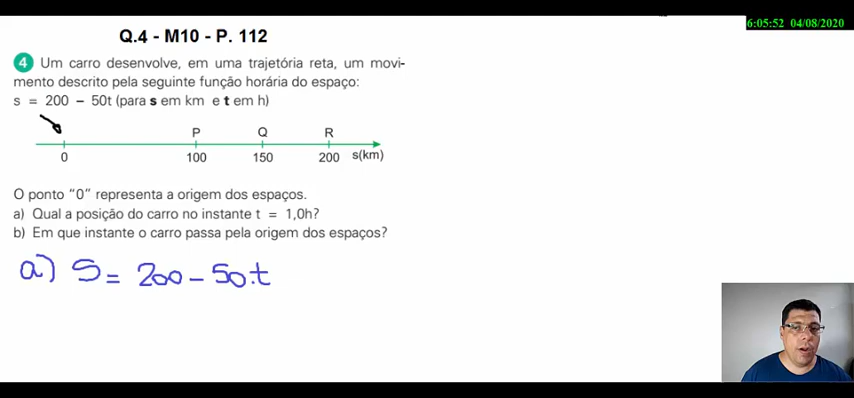 6:05:52 04/08/2020
Q.4 - M10 - P. 112
4 Um carro desenvolve, em uma trajetória reta, um movi-
mento descrito pela seguinte função horária do espaço:
s = 200 – 50t (para s em km e t em h)
P Q R
0 100 150 200 s(km)
O ponto “0” representa a origem dos espaços.
a) Qual a posição do carro no instante t = 1,0h?
b) Em que instante o carro passa pela origem dos espaços?
a) S = 200 - 50.t